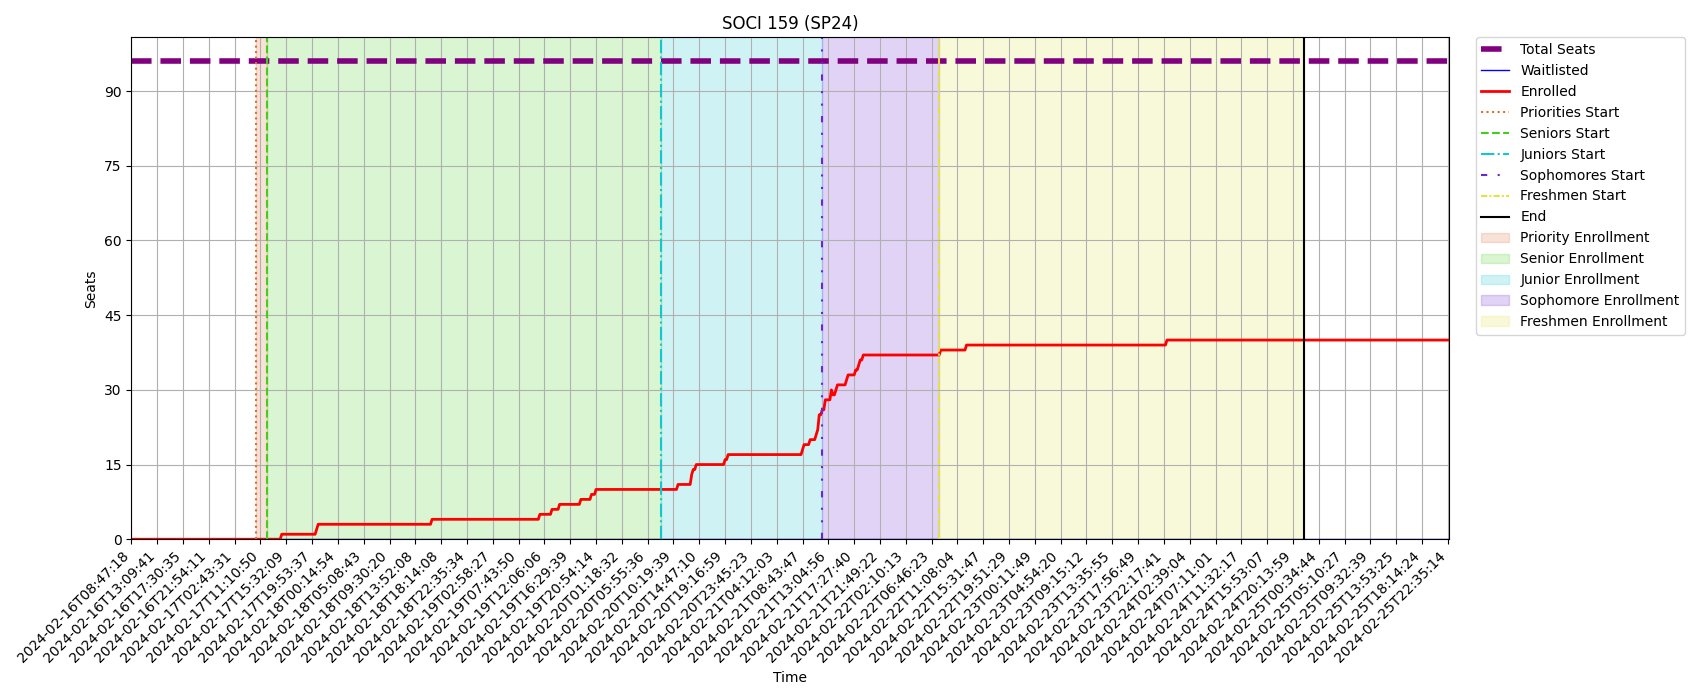 SOCI 159 (SP24)
Total Seats
Waitlisted
Enrolled
Priorities Start
Seniors Start
Juniors Start
Sophomores Start
Freshmen Start
End
Priority Enrollment
Senior Enrollment
Junior Enrollment
Sophomore Enrollment
Freshmen Enrollment
Seats
90
75
60
45
30
15
0
2024-02-16T08:47:18
2024-02-16T13:09:41
2024-02-16T17:30:35
2024-02-16T21:54:11
2024-02-17T02:43:31
2024-02-17T11:10:50
2024-02-17T15:32:09
2024-02-17T19:53:37
2024-02-18T00:14:54
2024-02-18T05:08:43
2024-02-18T09:30:20
2024-02-18T13:52:08
2024-02-18T18:14:08
2024-02-18T22:35:34
2024-02-19T02:58:27
2024-02-19T07:43:50
2024-02-19T12:06:06
2024-02-19T16:29:39
2024-02-19T20:54:14
2024-02-20T01:18:32
2024-02-20T05:55:36
2024-02-20T10:19:39
2024-02-20T14:47:10
2024-02-20T19:16:59
2024-02-20T23:45:23
2024-02-21T04:12:03
2024-02-21T08:43:47
2024-02-21T13:04:56
2024-02-21T17:27:40
2024-02-21T21:49:22
2024-02-22T02:10:13
2024-02-22T06:46:23
2024-02-22T11:08:04
2024-02-22T15:31:47
2024-02-22T19:51:29
2024-02-23T00:11:49
2024-02-23T04:54:20
2024-02-23T09:15:12
2024-02-23T13:35:55
2024-02-23T17:56:49
2024-02-23T22:17:41
2024-02-24T02:39:04
2024-02-24T07:11:01
2024-02-24T11:32:17
2024-02-24T15:53:07
2024-02-24T20:13:59
2024-02-25T00:34:44
2024-02-25T05:10:27
2024-02-25T09:32:39
2024-02-25T13:53:25
2024-02-25T18:14:24
2024-02-25T22:35:14
Time